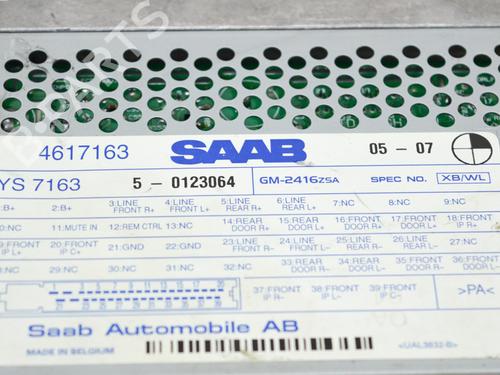 4617163 SAAB 05 - 07
YS 7163 5 - 0123064 GM-2416ZSA SPEC NO. XB/WL
1:B+ 2:B+ 3:LINE FRONT R+ 4:LINE FRONT L+ 5:LINE REAR R+ 6:LINE REAR L+ 7:NC 8:NC 9:NC
11:MUTE IN 12:REM CTRL 13:NC 14:REAR DOOR R+ 15:REAR DOOR L+ 16:FRONT DOOR R+ 17:FRONT DOOR L+ 18:FRONT IP R+
19:FRONT IP L+ 20:FRONT IP C+ 21:GND 22:GND 23:LINE FRONT R- 24:LINE FRONT L- 25:LINE REAR R- 26:LINE REAR L- 27:NC
29:NC 30:NC 31:NC 32:NC 33:REAR DOOR R- 34:REAR DOOR L- 35:FRONT DOOR R- 36:FRONT DOOR L-
37:FRONT IP R- 38:FRONT IP L- 39:FRONT IP C- >PA<
Saab Automobile AB
MADE IN BELGIUM <UAL3832-B>
B-PARTS